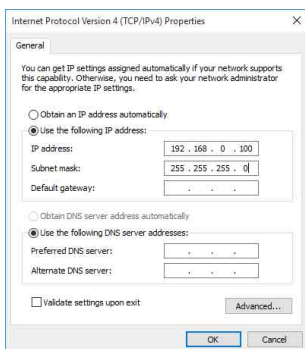 Internet Protocol Version 4 (TCP/IPv4) Properties
General
You can get IP settings assigned automatically if your network supports
this capability. Otherwise, you need to ask your network administrator
for the appropriate IP settings.
Obtain an IP address automatically
Use the following IP address:
IP address: 192 . 168 . 0 . 100
Subnet mask: 255 . 255 . 255 . 0
Default gateway: . . .
Obtain DNS server address automatically
Use the following DNS server addresses:
Preferred DNS server: . . .
Alternate DNS server: . . .
Validate settings upon exit
Advanced...
OK Cancel